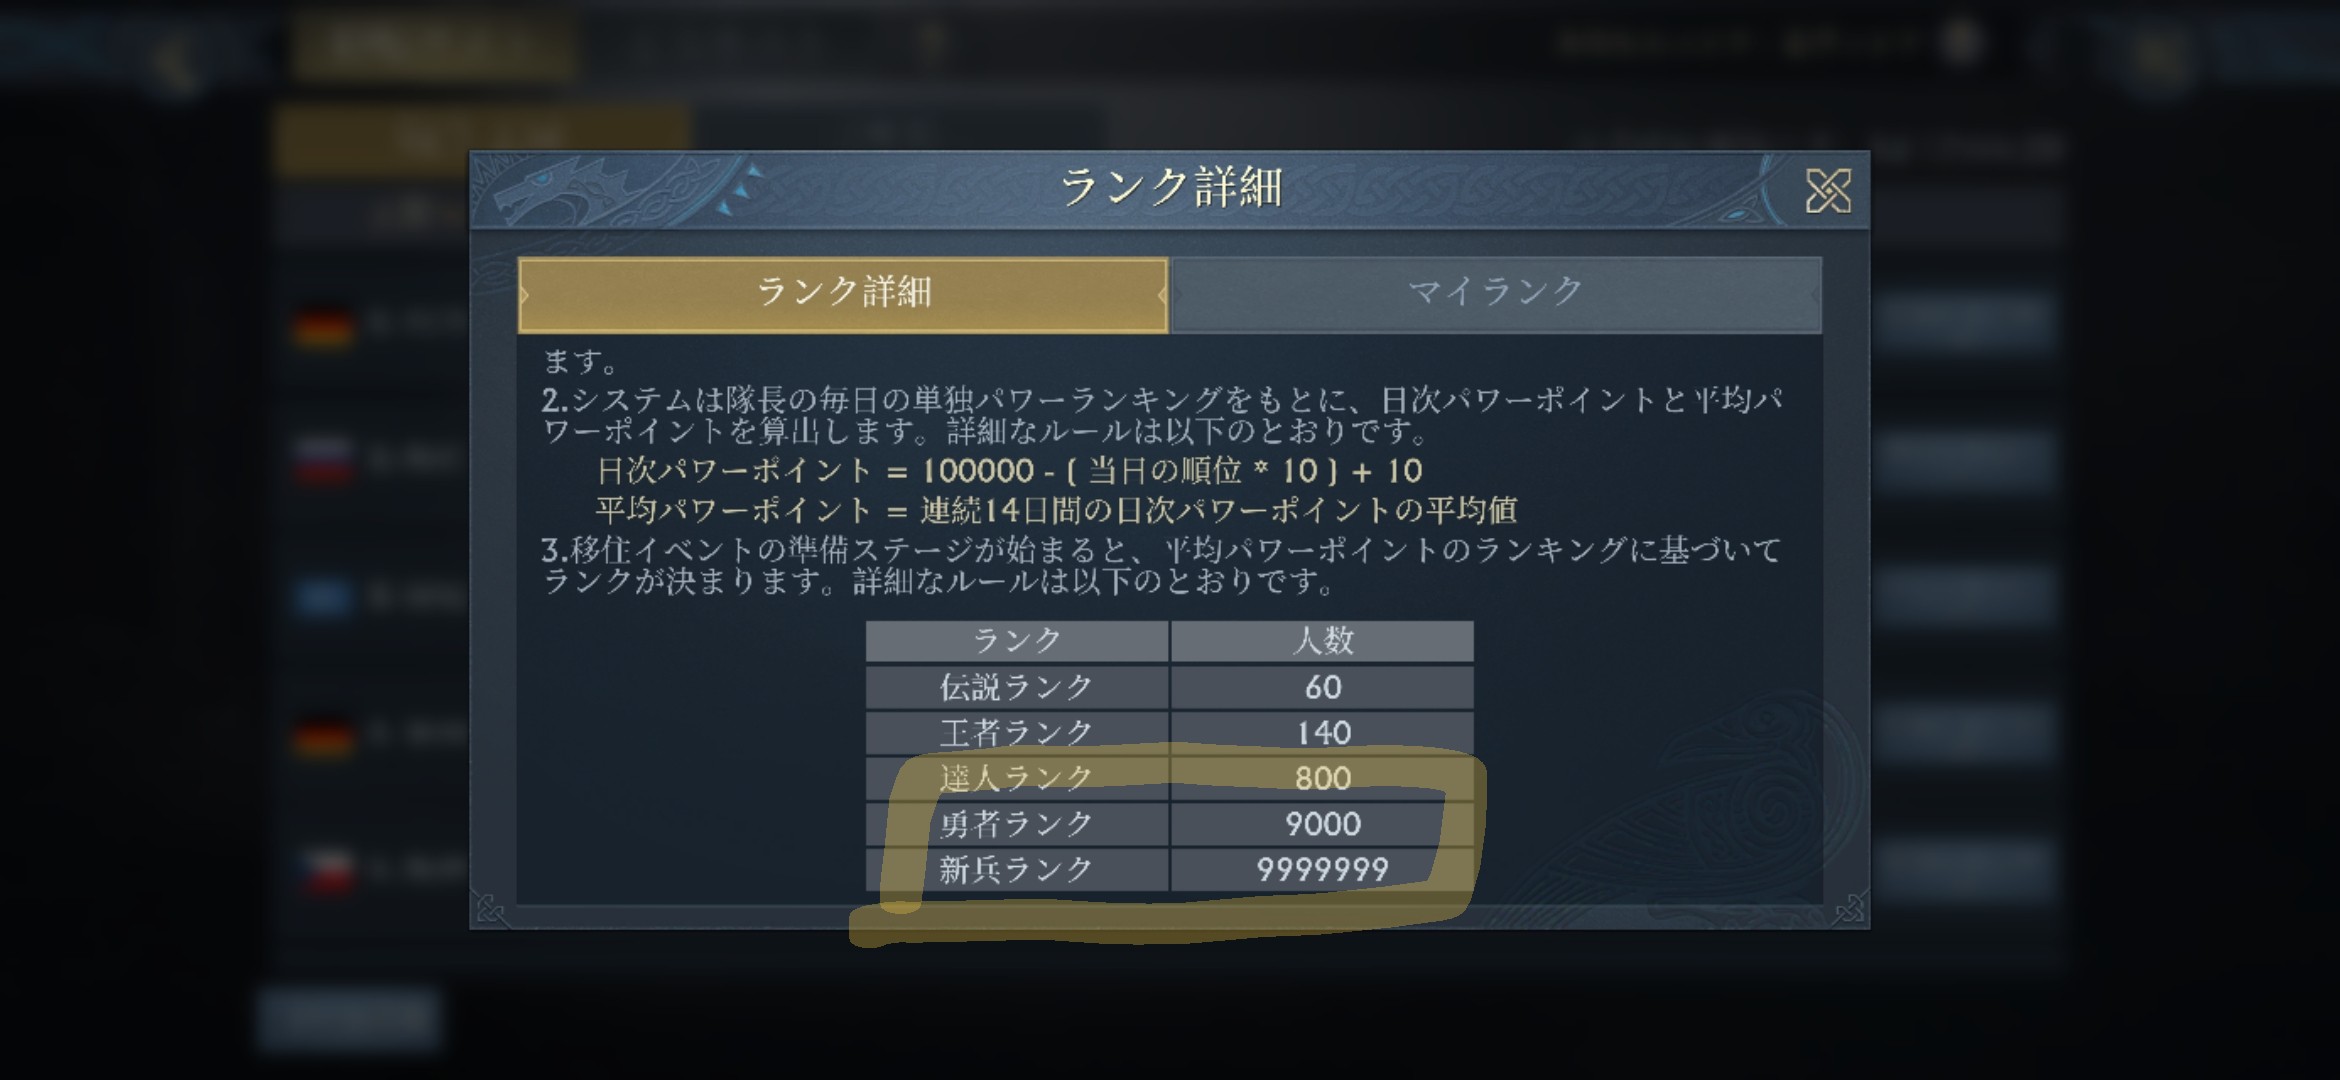 ランク詳細
ランク詳細
マイランク
ます。
2.システムは隊長の毎日の単独パワーランキングをもとに、日次パワーポイントと平均パ
ワーポイントを算出します。詳細なルールは以下のとおりです。
日次パワーポイント = 100000 - ( 当日の順位 * 10 ) + 10
平均パワーポイント = 連続14日間の日次パワーポイントの平均値
3.移住イベントの準備ステージが始まると、平均パワーポイントのランキングに基づいて
ランクが決まります。詳細なルールは以下のとおりです。
ランク 人数
伝説ランク 60
王者ランク 140
達人ランク 800
勇者ランク 9000
新兵ランク 9999999